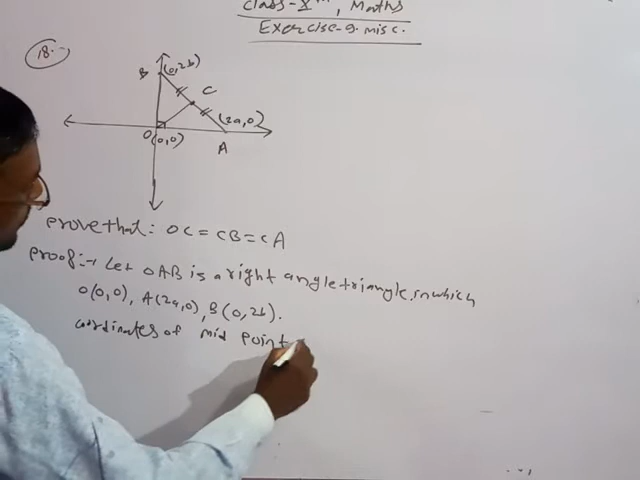 Class-Xth, Maths
Exercise-9.misc.
18.
B (0,2b)
C
(2a,0)
O(0,0)
A
Prove that: OC = CB = CA
Proof:- Let OAB is a right angle triangle, in which
O(0,0), A(2a,0), B(0,2b).
coordinates of mid point